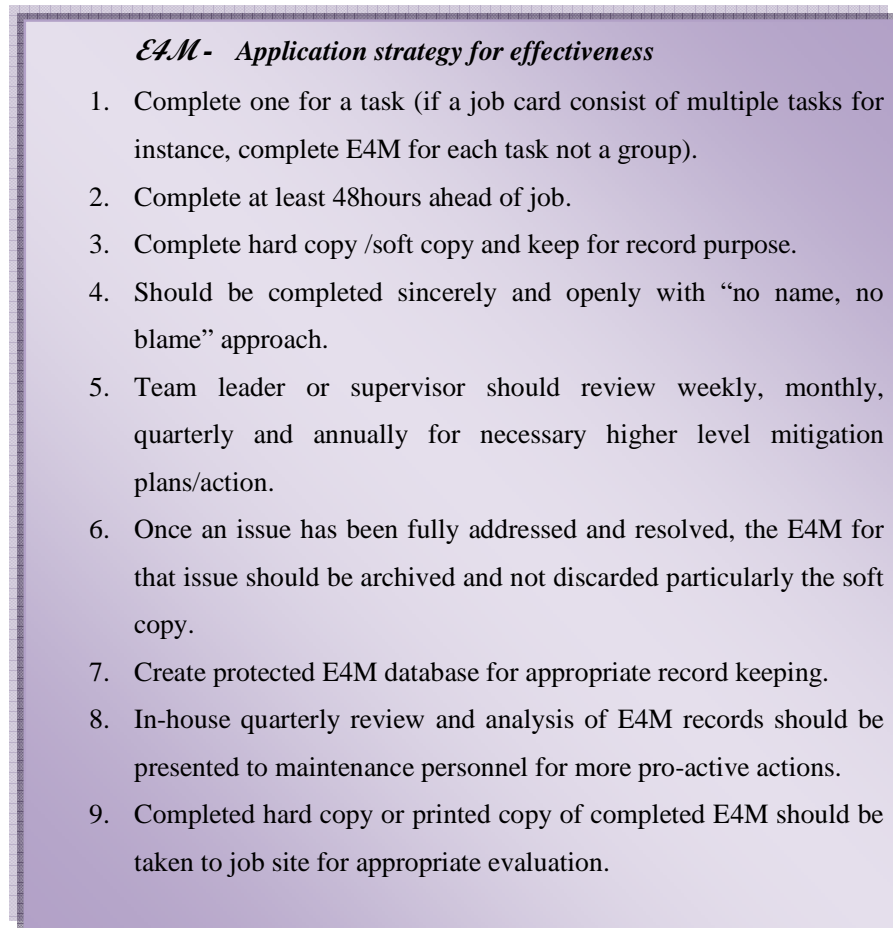 E4M - Application strategy for effectiveness
1. Complete one for a task (if a job card consist of multiple tasks for
instance, complete E4M for each task not a group).
2. Complete at least 48hours ahead of job.
3. Complete hard copy /soft copy and keep for record purpose.
4. Should be completed sincerely and openly with “no name, no
blame” approach.
5. Team leader or supervisor should review weekly, monthly,
quarterly and annually for necessary higher level mitigation
plans/action.
6. Once an issue has been fully addressed and resolved, the E4M for
that issue should be archived and not discarded particularly the soft
copy.
7. Create protected E4M database for appropriate record keeping.
8. In-house quarterly review and analysis of E4M records should be
presented to maintenance personnel for more pro-active actions.
9. Completed hard copy or printed copy of completed E4M should be
taken to job site for appropriate evaluation.